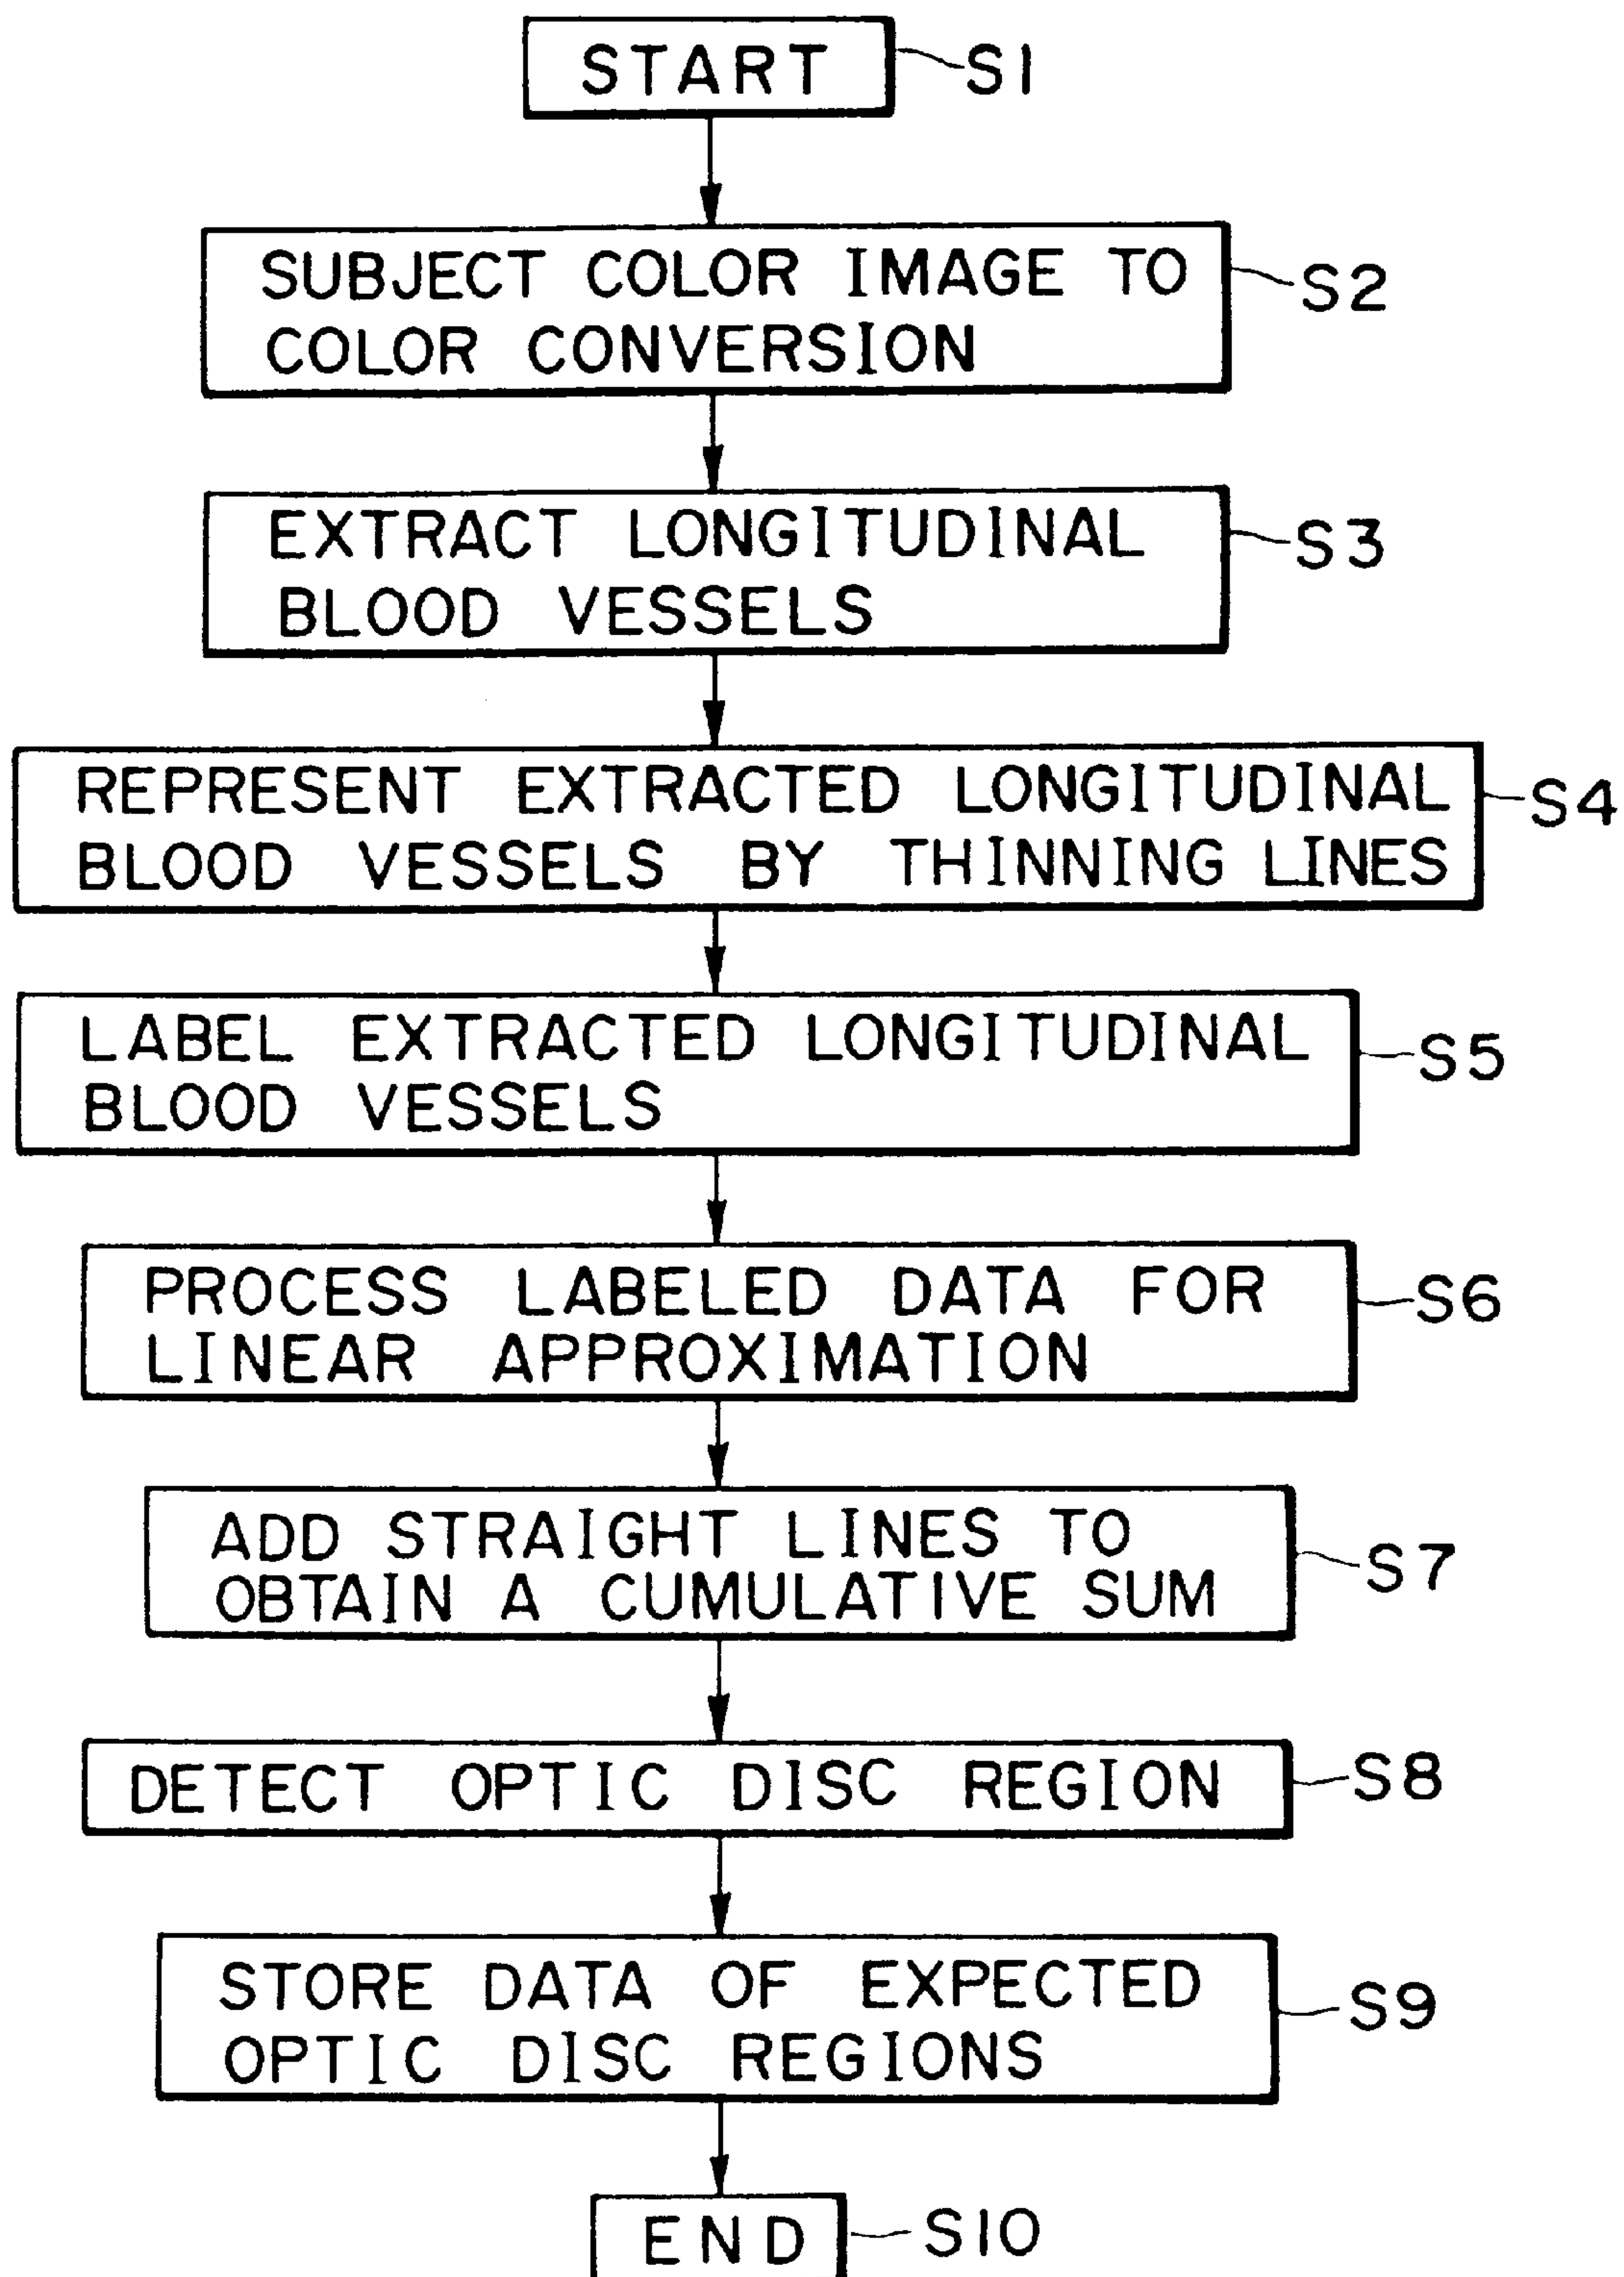 START
S1
SUBJECT COLOR IMAGE TO
COLOR CONVERSION
S2
EXTRACT LONGITUDINAL
BLOOD VESSELS
S3
REPRESENT EXTRACTED LONGITUDINAL
BLOOD VESSELS BY THINNING LINES
S4
LABEL EXTRACTED LONGITUDINAL
BLOOD VESSELS
S5
PROCESS LABELED DATA FOR
LINEAR APPROXIMATION
S6
ADD STRAIGHT LINES TO
OBTAIN A CUMULATIVE SUM
S7
DETECT OPTIC DISC REGION
S8
STORE DATA OF EXPECTED
OPTIC DISC REGIONS
S9
END
S10